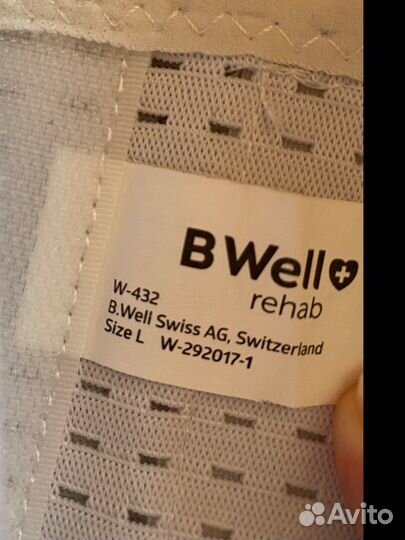 B Well
rehab
W-432
B.Well Swiss AG, Switzerland
Size L W-292017-1
Avito